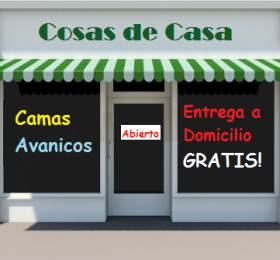 Cosas de Casa
Camas
Avanicos
Abierto
Entrega a
Domicilio
GRATIS!